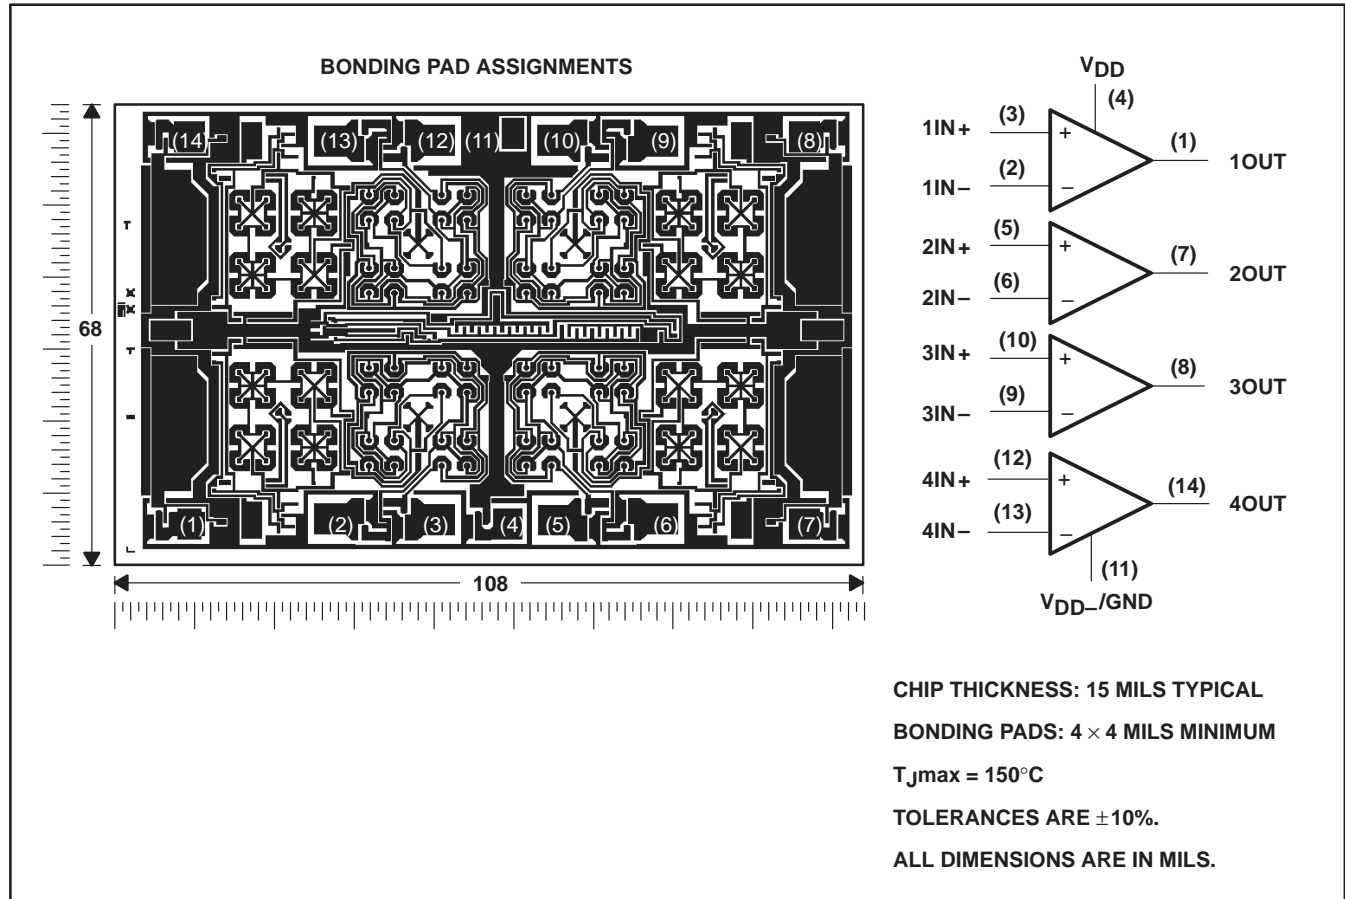 BONDING PAD ASSIGNMENTS
(14) (13) (12) (11) (10) (9) (8)
68
(1) (2) (3) (4) (5) (6) (7)
108
VDD
(4)
1IN+ (3) + (1) 1OUT
1IN− (2) −
2IN+ (5) + (7) 2OUT
2IN− (6) −
3IN+ (10) + (8) 3OUT
3IN− (9) −
4IN+ (12) + (14) 4OUT
4IN− (13) −
(11)
VDD−/GND
CHIP THICKNESS: 15 MILS TYPICAL
BONDING PADS: 4 × 4 MILS MINIMUM
TJmax = 150°C
TOLERANCES ARE ±10%.
ALL DIMENSIONS ARE IN MILS.